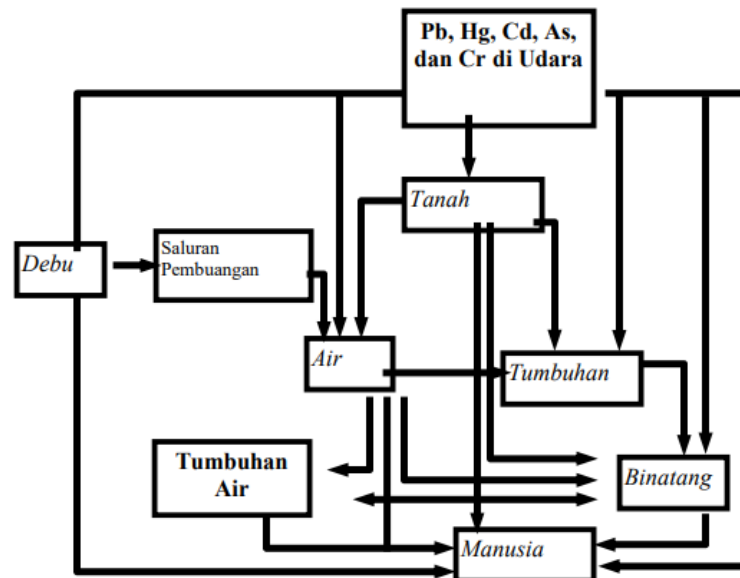 Pb, Hg, Cd, As,
dan Cr di Udara
Tanah
Debu
Saluran
Pembuangan
Air
Tumbuhan
Tumbuhan
Air
Binatang
Manusia